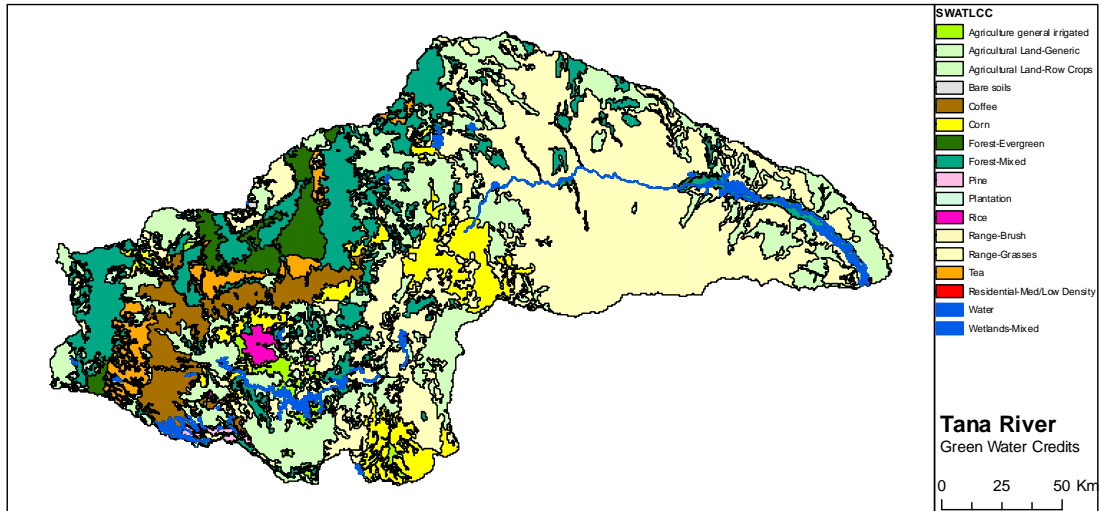 SWATLCC
Agriculture general irrigated
Agricultural Land-Generic
Agricultural Land-Row Crops
Bare soils
Coffee
Corn
Forest-Evergreen
Forest-Mixed
Pine
Plantation
Rice
Range-Brush
Range-Grasses
Tea
Residential-Med/Low Density
Water
Wetlands-Mixed
Tana River
Green Water Credits
0 25 50 Km